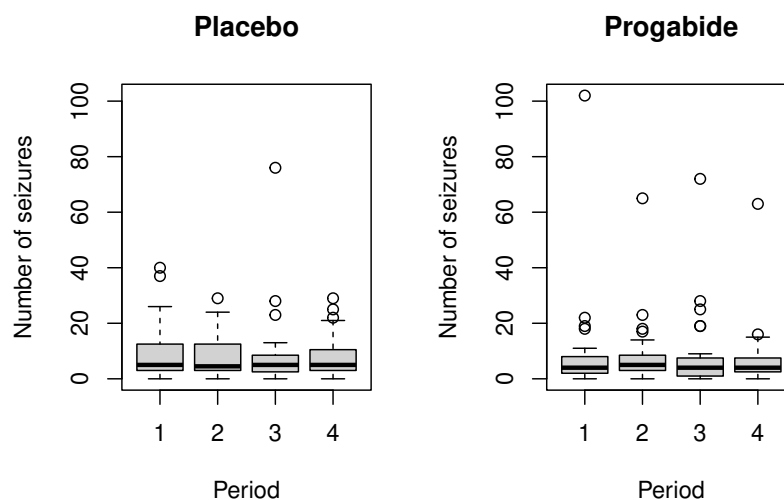 Placebo
Number of seizures
0 20 40 60 80 100
1 2 3 4
Period
Progabide
Number of seizures
0 20 40 60 80 100
1 2 3 4
Period